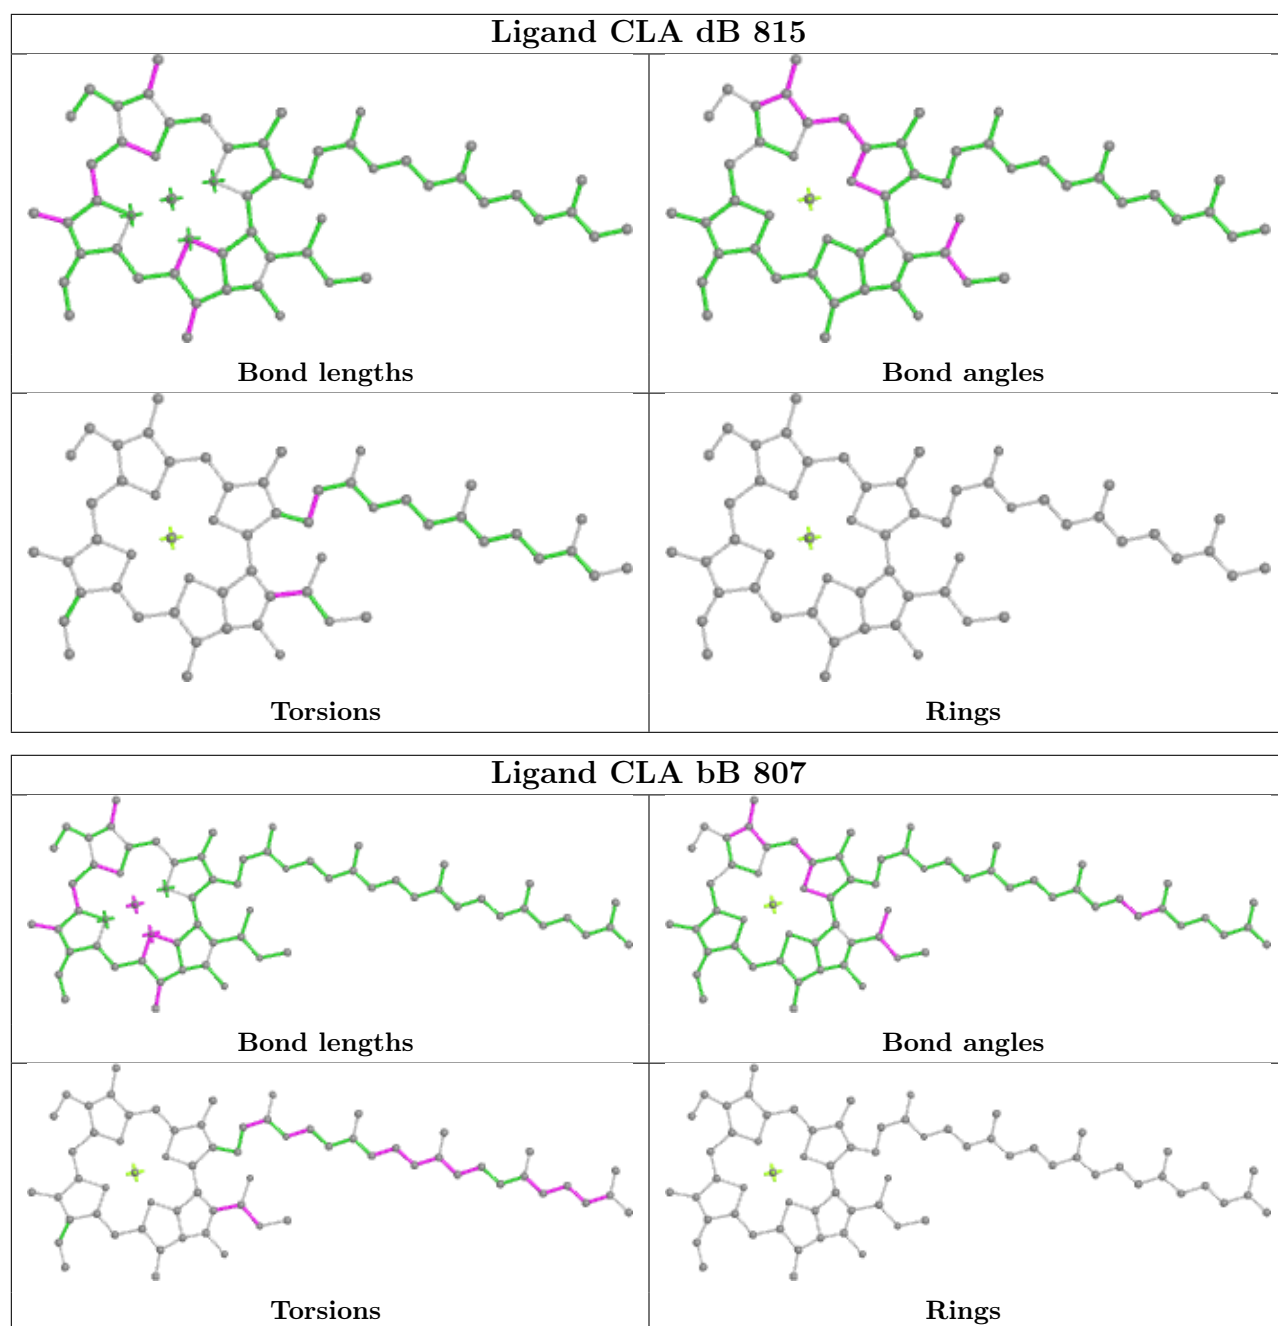 Ligand CLA dB 815
Bond lengths
Bond angles
Torsions
Rings
Ligand CLA bB 807
Bond lengths
Bond angles
Torsions
Rings